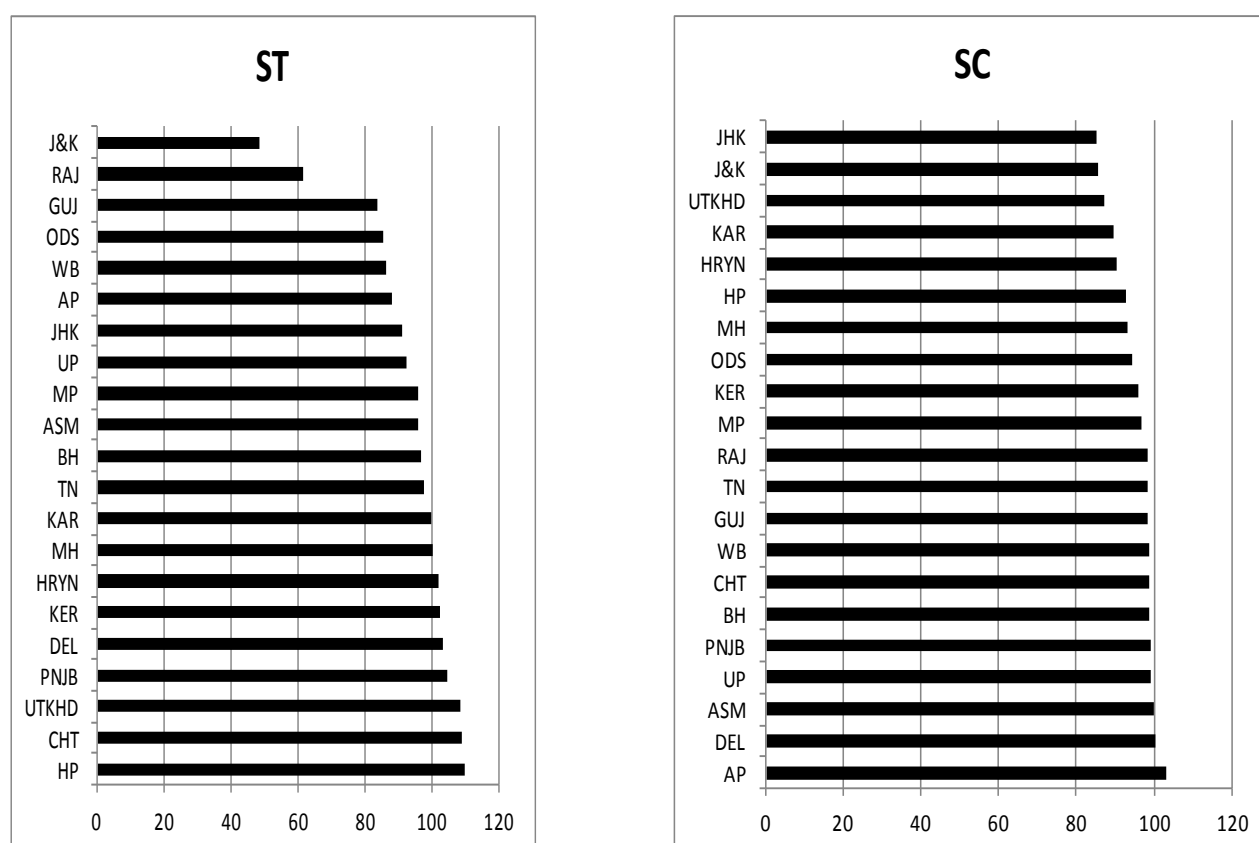 ST
J&K
RAJ
GUJ
ODS
WB
AP
JHK
UP
MP
ASM
BH
TN
KAR
MH
HRYN
KER
DEL
PNJB
UTKHD
CHT
HP
0 20 40 60 80 100 120
SC
JHK
J&K
UTKHD
KAR
HRYN
HP
MH
ODS
KER
MP
RAJ
TN
GUJ
WB
CHT
BH
PNJB
UP
ASM
DEL
AP
0 20 40 60 80 100 120